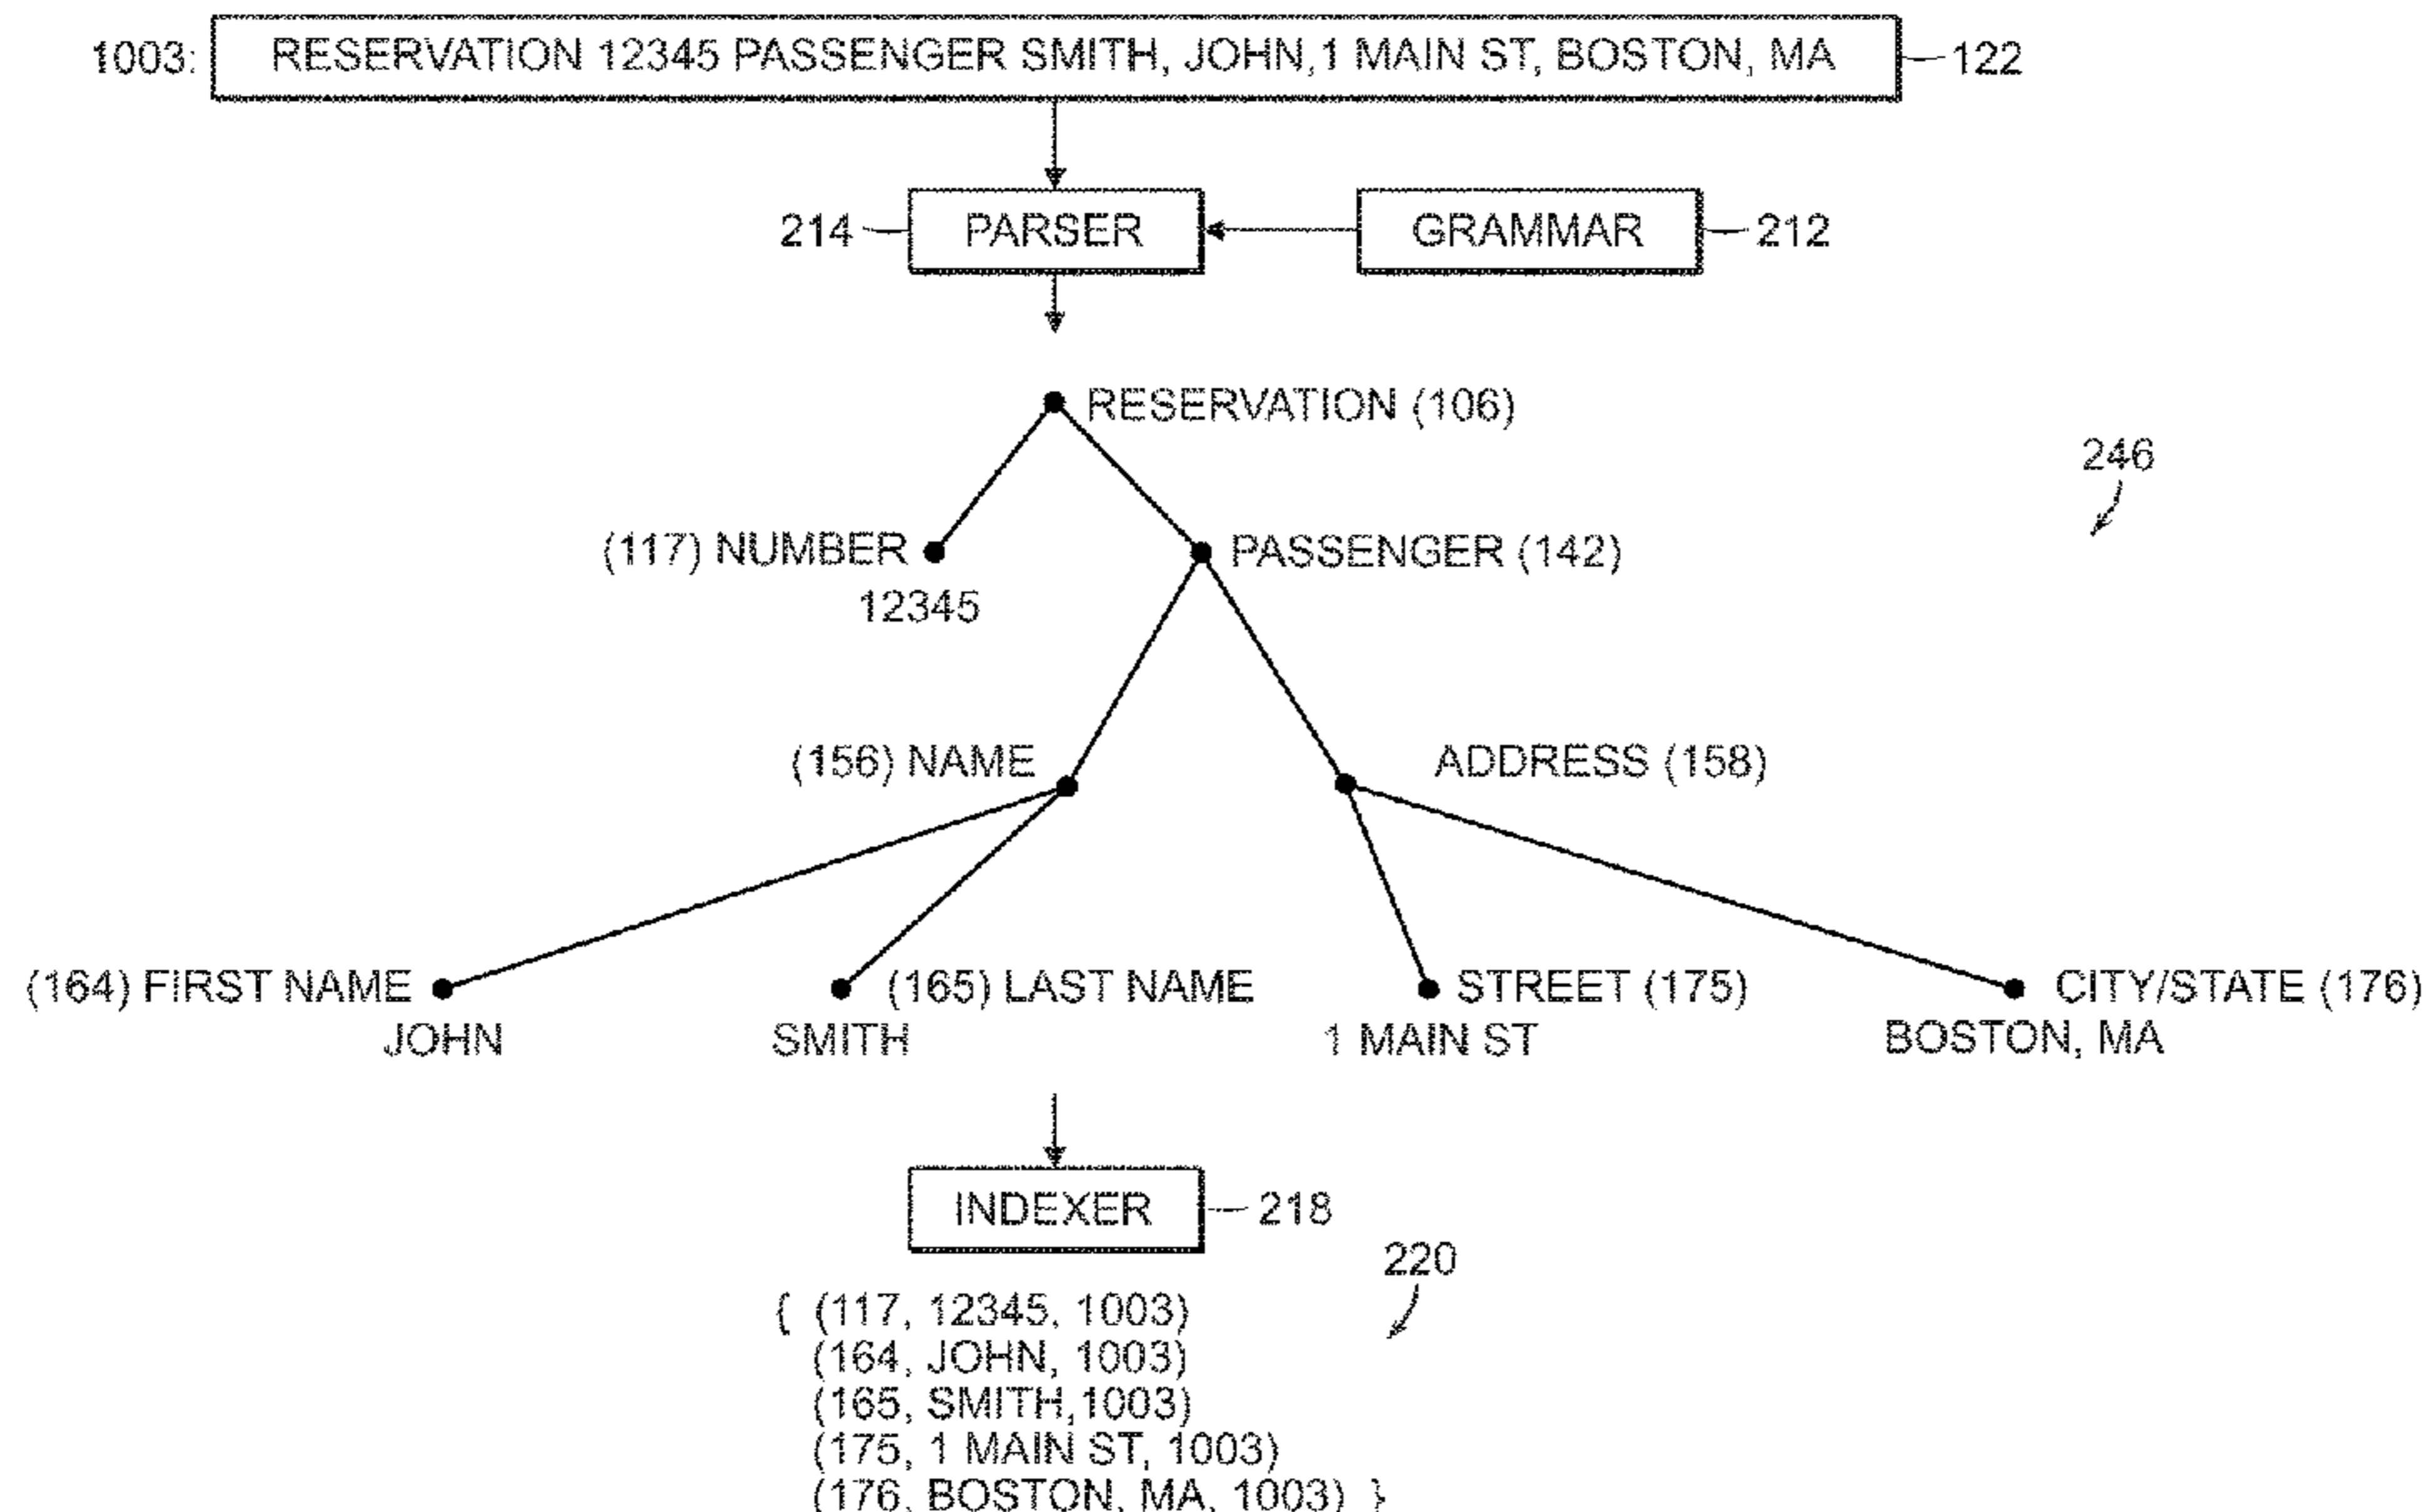 1003: RESERVATION 12345 PASSENGER SMITH, JOHN,1 MAIN ST, BOSTON, MA 122
214 PARSER GRAMMAR 212
RESERVATION (106)
246
(117) NUMBER PASSENGER (142)
12345
(156) NAME ADDRESS (158)
(164) FIRST NAME (165) LAST NAME STREET (175) CITY/STATE (176)
JOHN SMITH 1 MAIN ST BOSTON, MA
INDEXER 218
220
{ (117, 12345, 1003)
(164, JOHN, 1003)
(165, SMITH,1003)
(175, 1 MAIN ST, 1003)
(176, BOSTON, MA, 1003) }